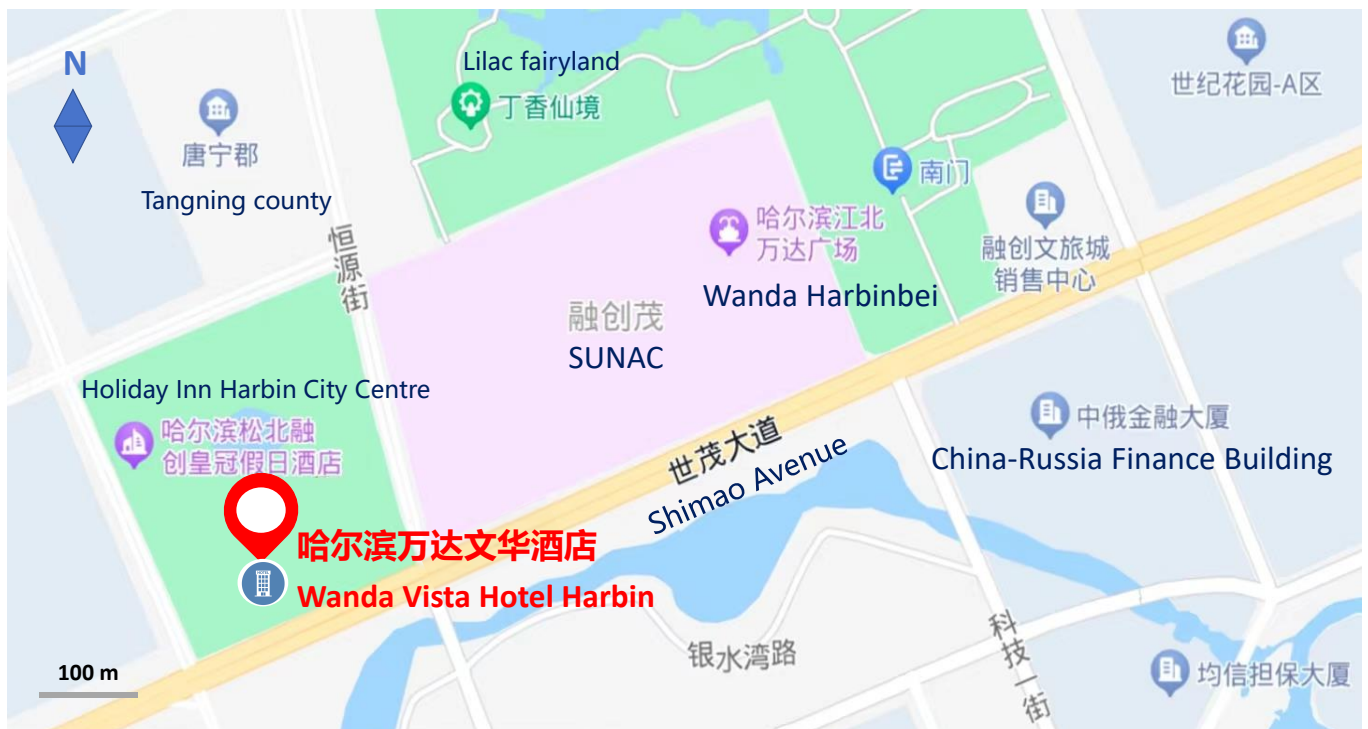 N
Lilac fairyland
丁香仙境
世纪花园-A区
唐宁郡
Tangning county
南门
恒源街
哈尔滨江北
万达广场
Wanda Harbinbei
融创文旅城
销售中心
融创茂
SUNAC
Holiday Inn Harbin City Centre
哈尔滨松北融
创皇冠假日酒店
世茂大道
Shimao Avenue
中俄金融大厦
China-Russia Finance Building
哈尔滨万达文华酒店
HOTEL
Wanda Vista Hotel Harbin
银水湾路
科技一街
均信担保大厦
100 m